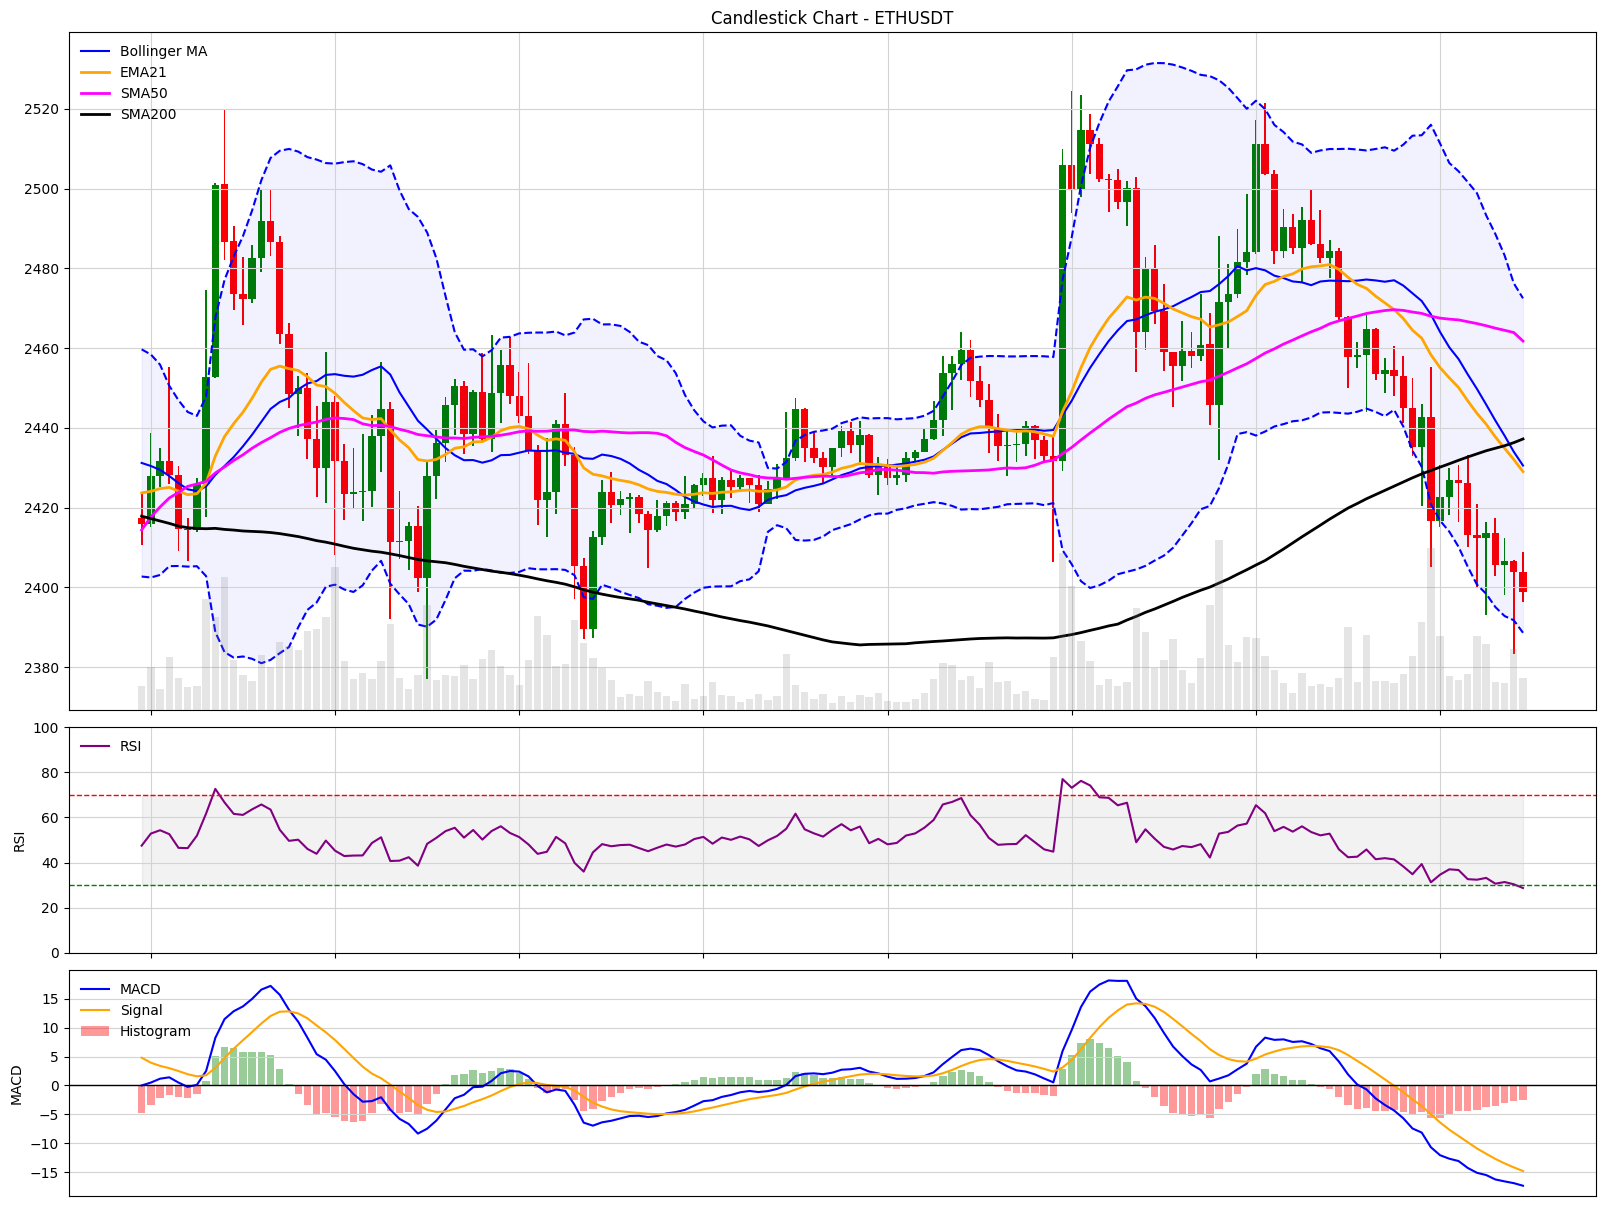 Candlestick Chart - ETHUSDT
Bollinger MA
EMA21
SMA50
SMA200
2520
2500
2480
2460
2440
2420
2400
2380
RSI
100
80
60
40
20
0
RSI
MACD
Signal
Histogram
15
10
5
0
−5
−10
−15
MACD